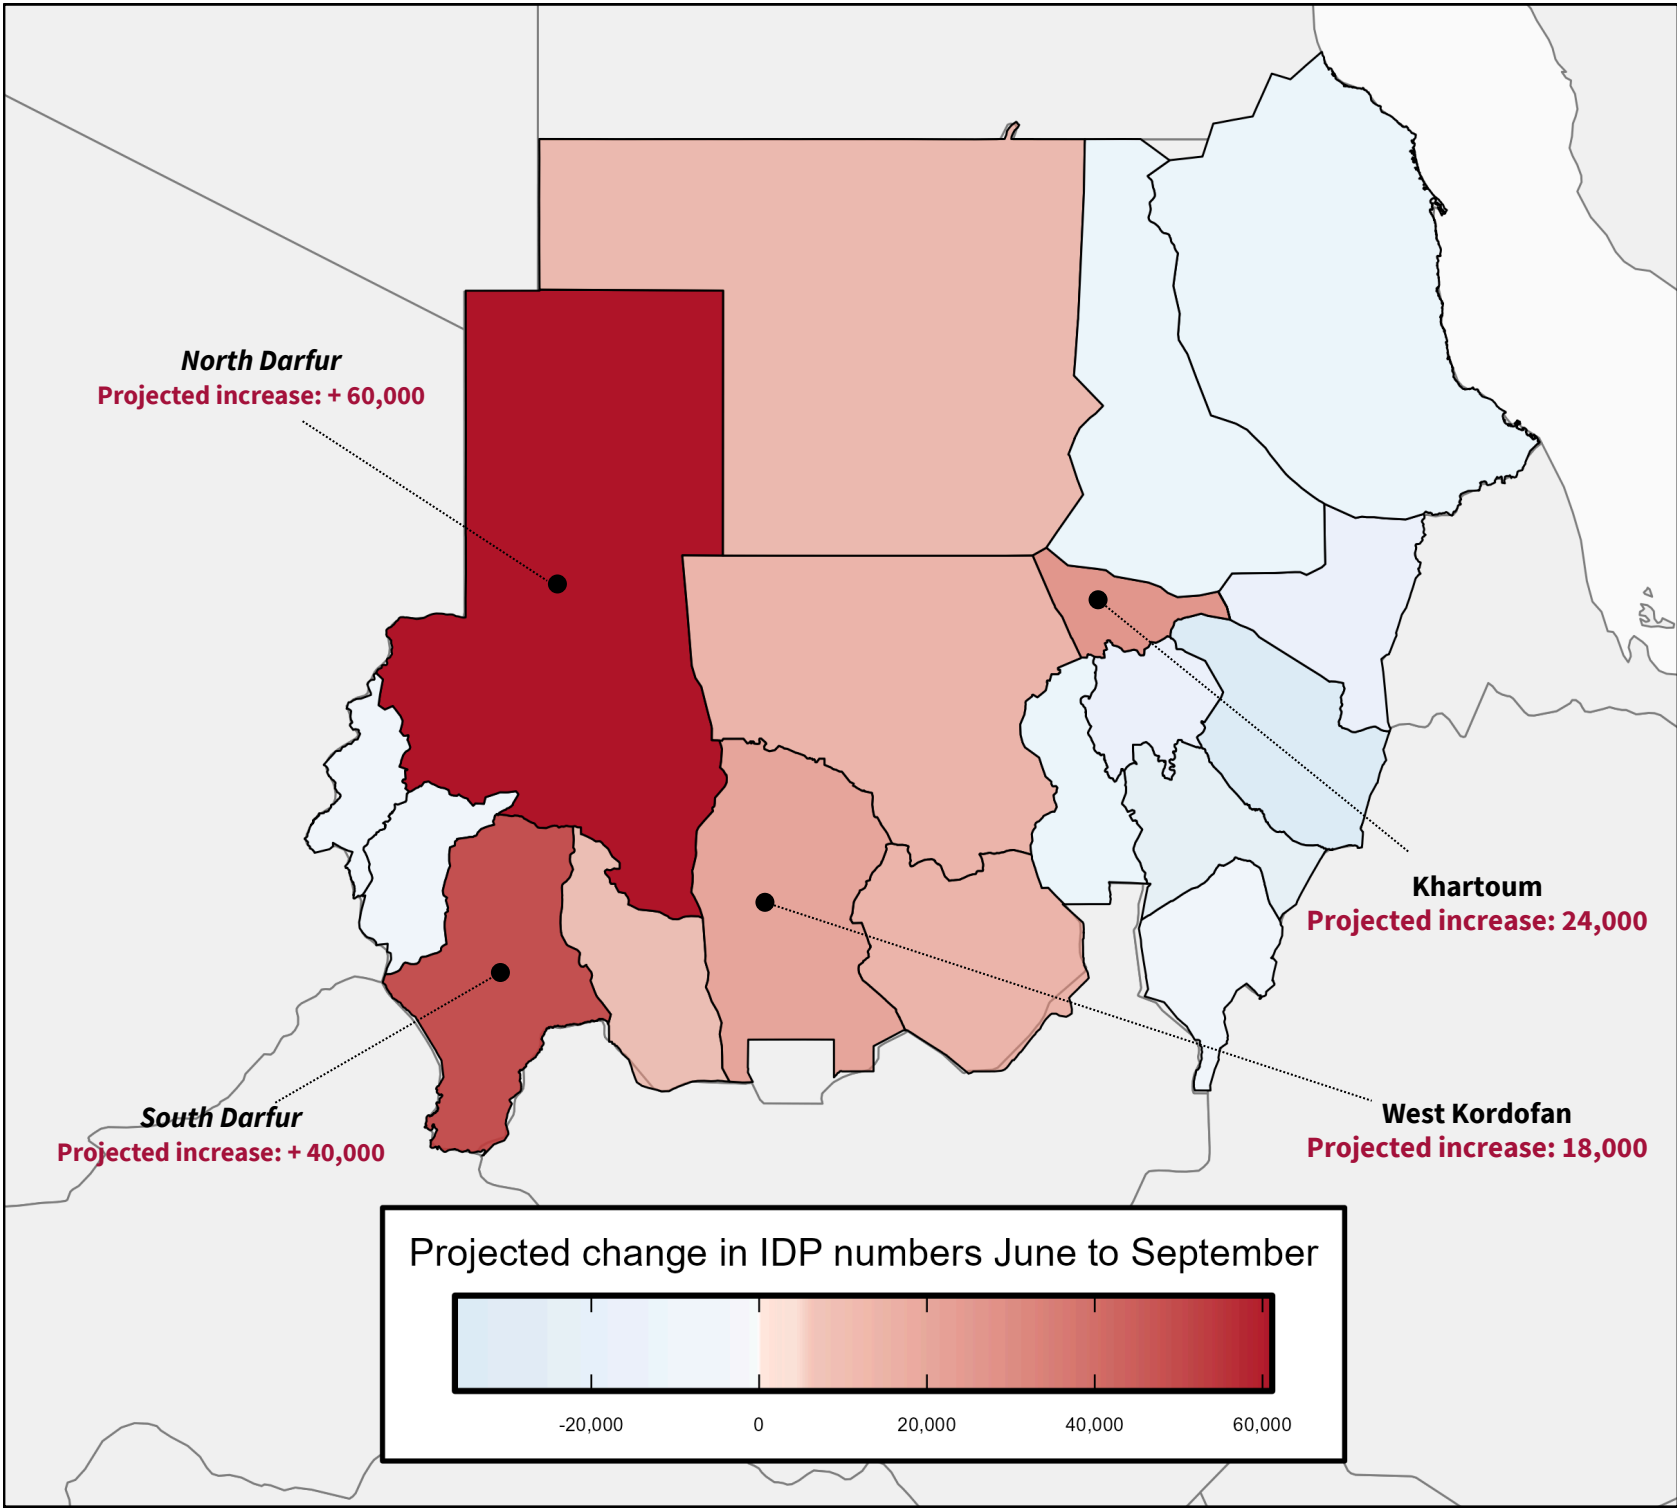 North Darfur
Projected increase: + 60,000
Khartoum
Projected increase: 24,000
South Darfur
Projected increase: + 40,000
West Kordofan
Projected increase: 18,000
Projected change in IDP numbers June to September
-20,000 0 20,000 40,000 60,000